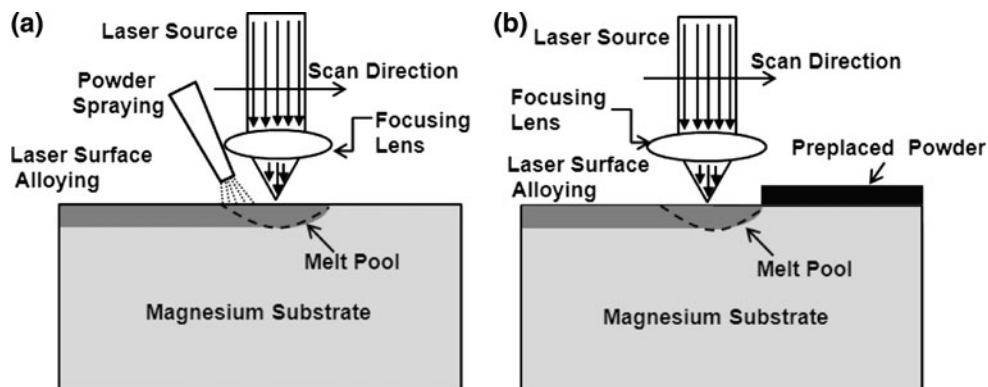 (a)
Laser Source
Powder
Spraying
Scan Direction
Focusing
Lens
Laser Surface
Alloying
Melt Pool
Magnesium Substrate
(b)
Laser Source
Scan Direction
Focusing
Lens
Laser Surface
Alloying
Preplaced Powder
Melt Pool
Magnesium Substrate